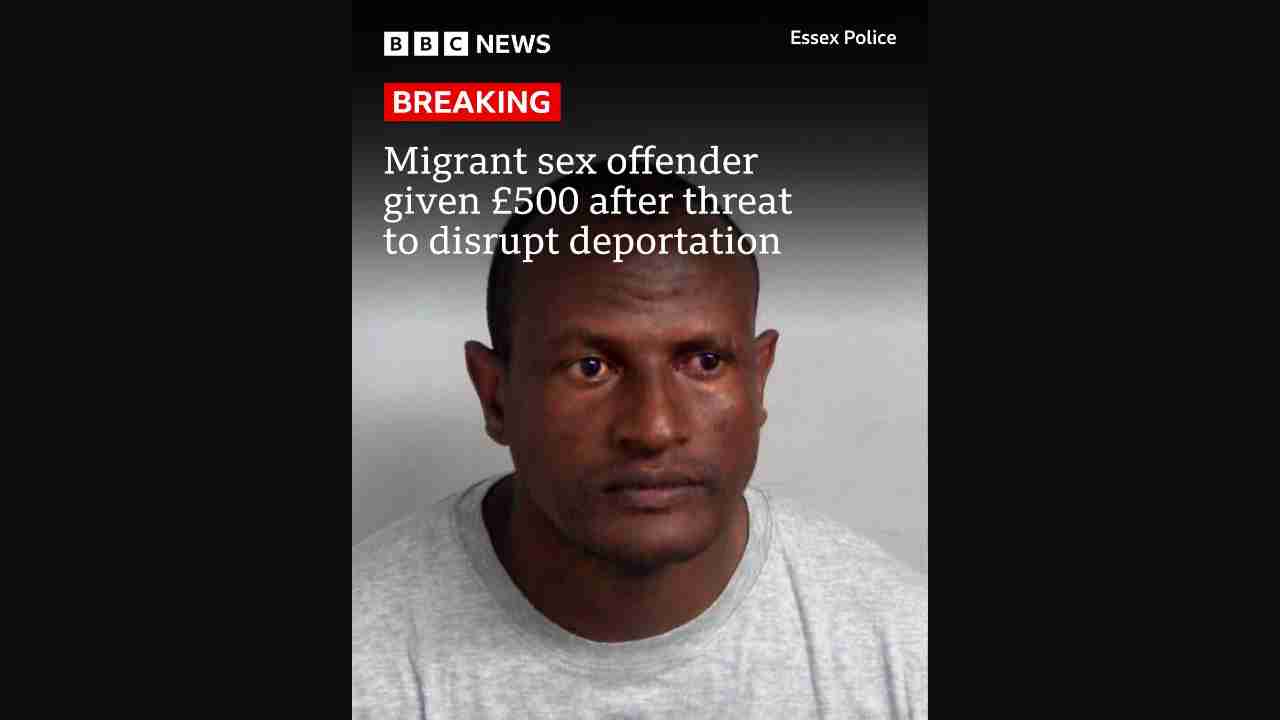 BBC NEWS
Essex Police
BREAKING
Migrant sex offender
given £500 after threat
to disrupt deportation